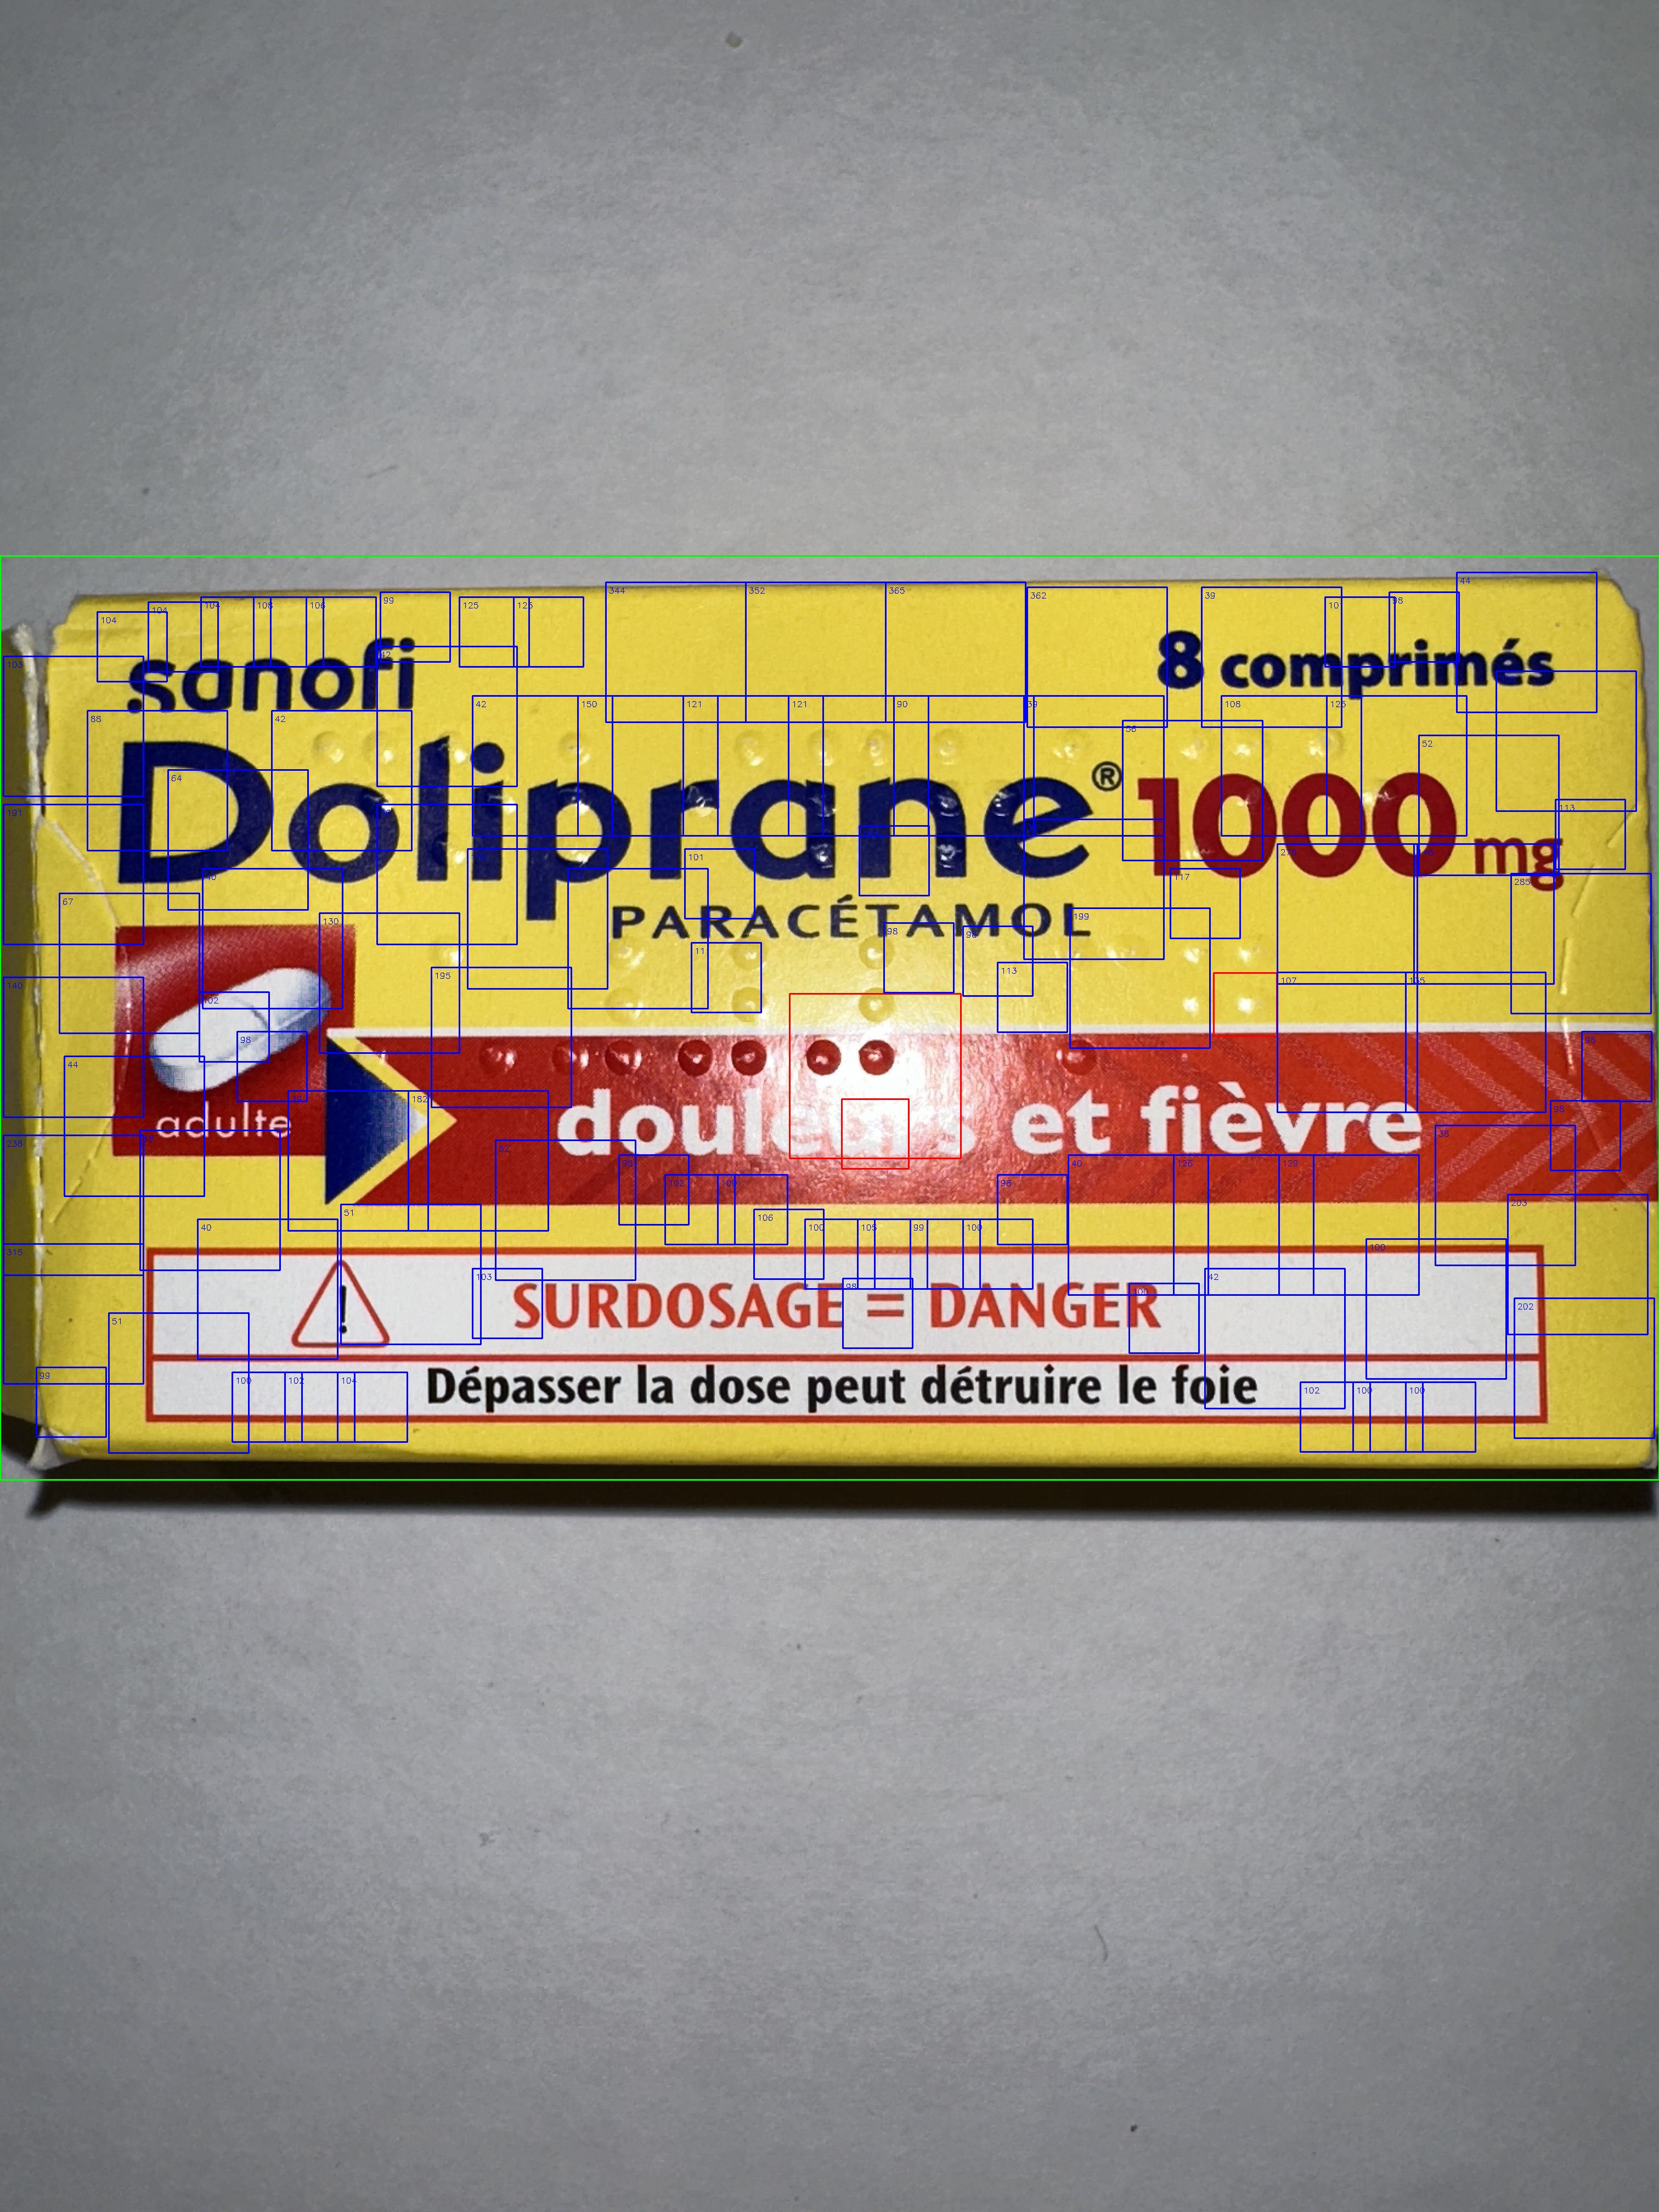 sanofi
8 comprimés
Doliprane® 1000 mg
PARACÉTAMOL
adulte
douleurs et fièvre
! SURDOSAGE = DANGER
Dépasser la dose peut détruire le foie